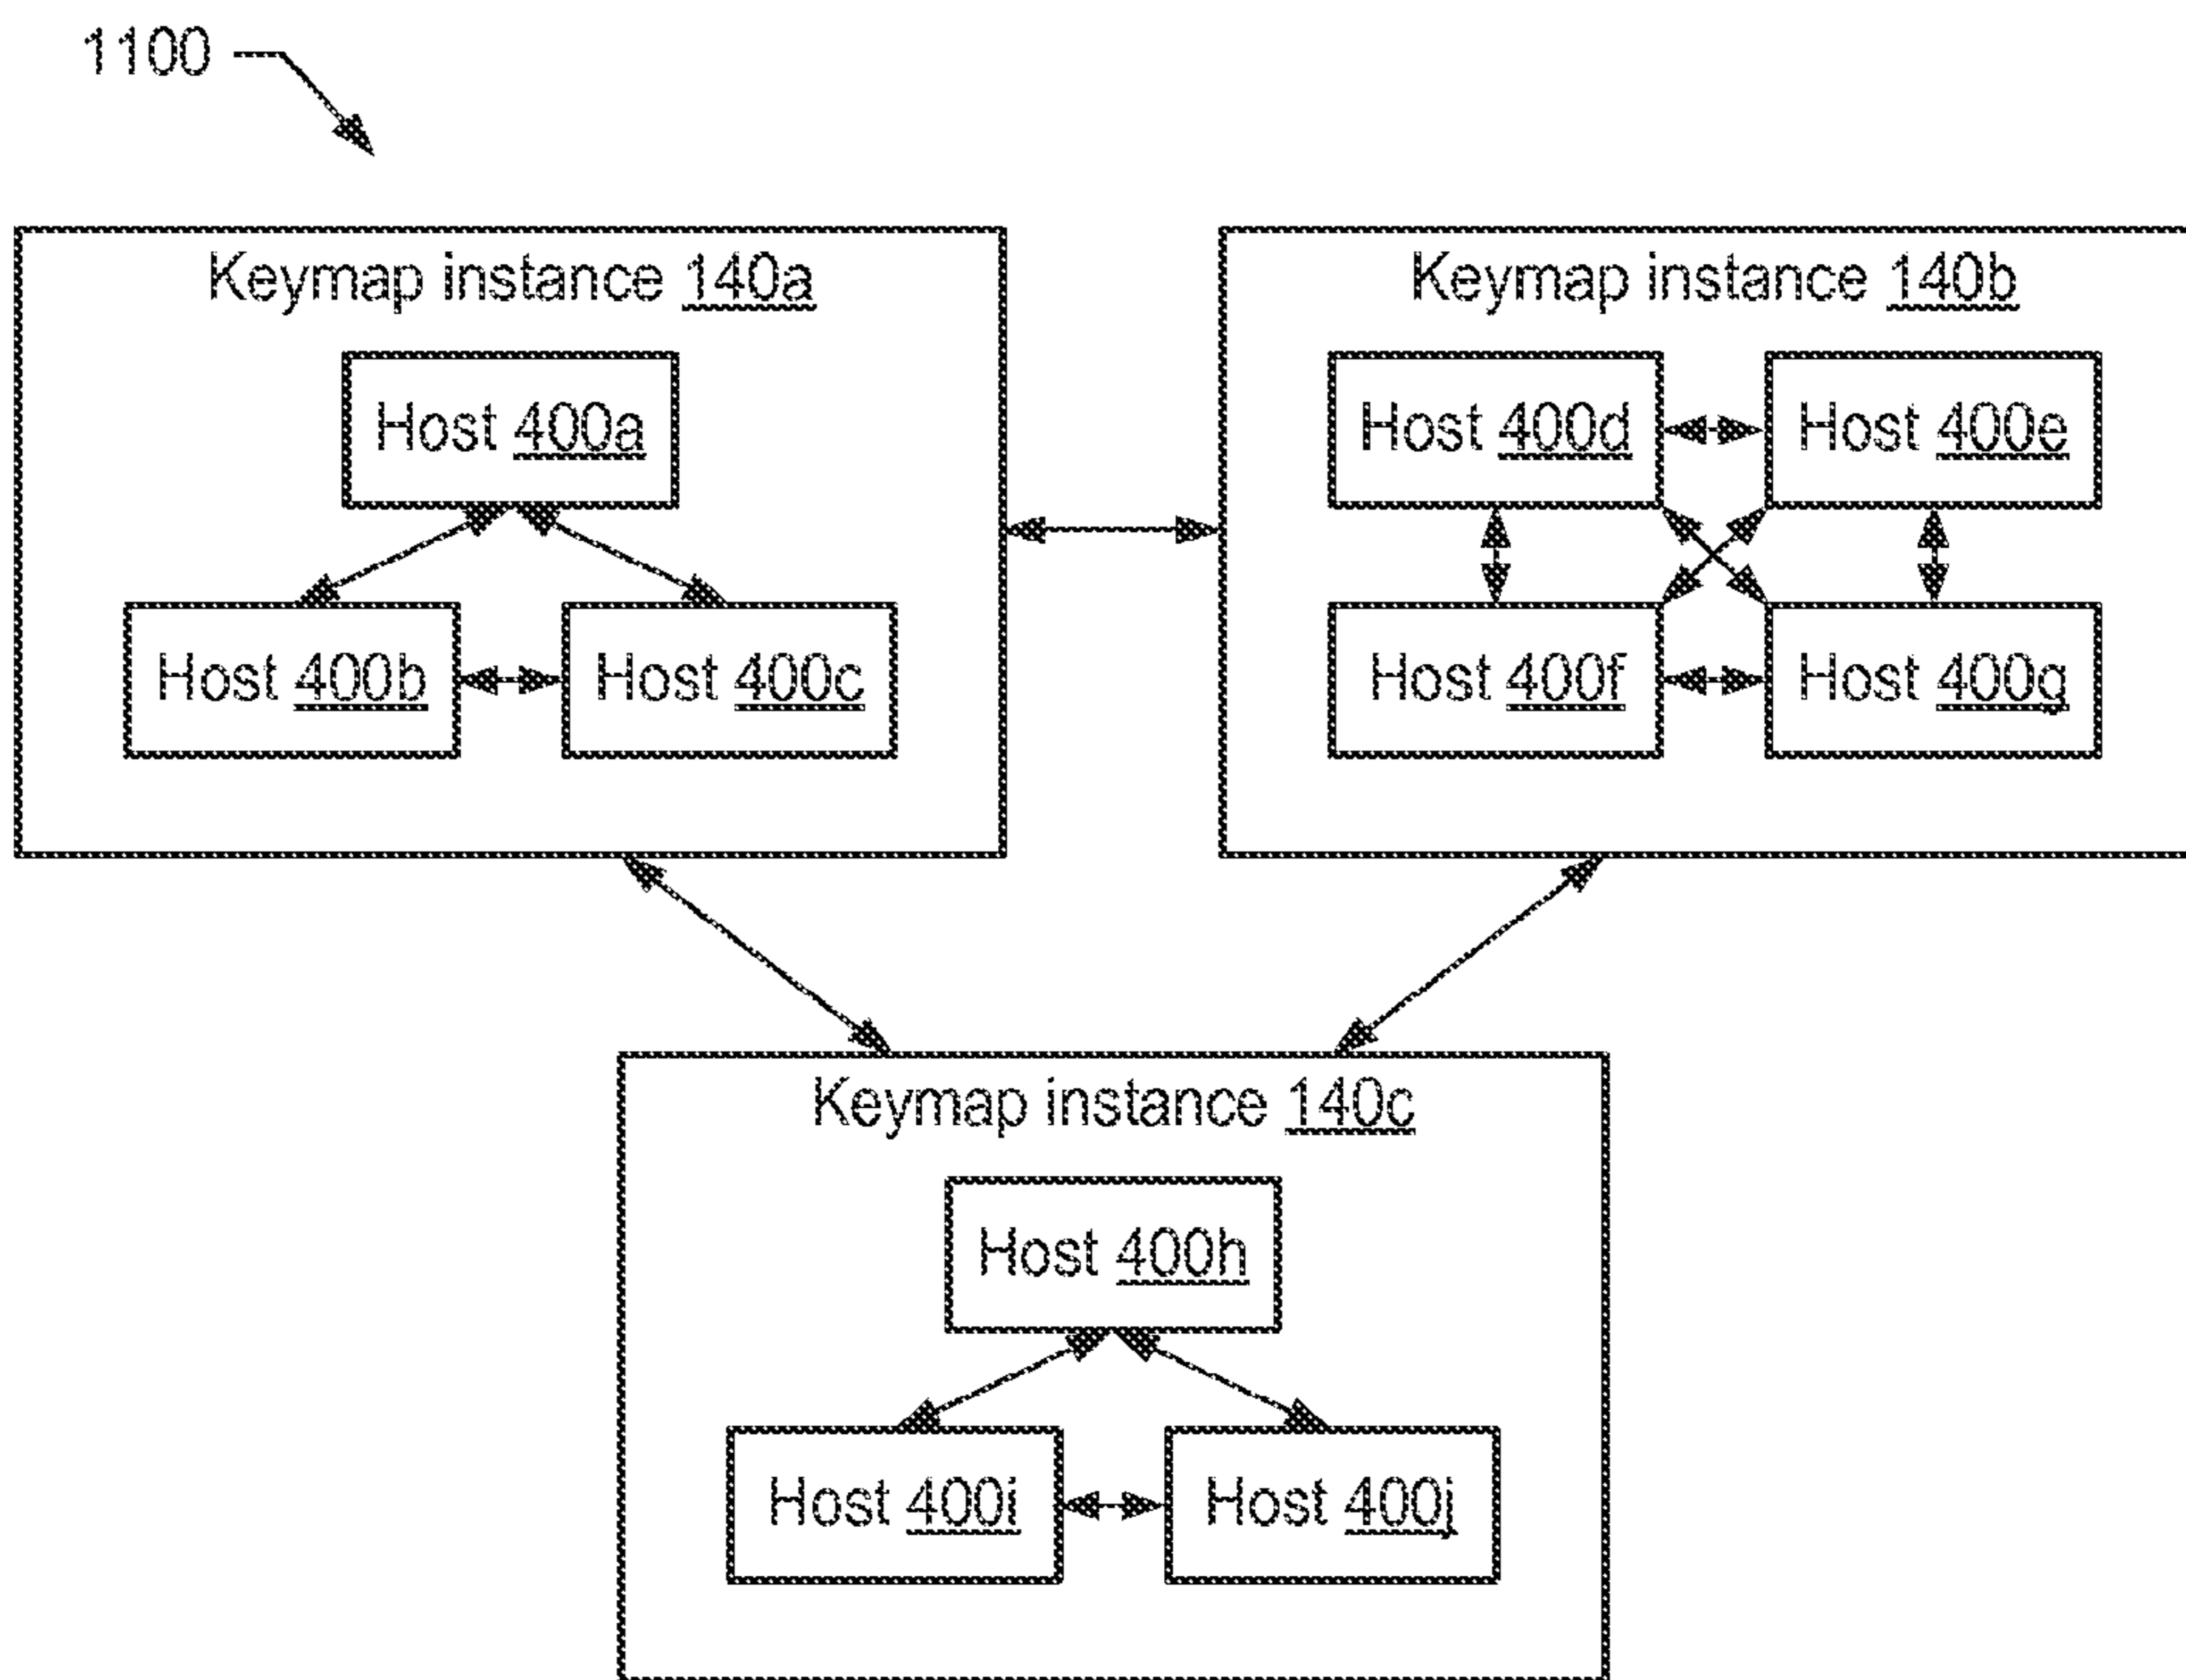 1100
Keymap instance 140a
Host 400a
Host 400b
Host 400c
Keymap instance 140b
Host 400d
Host 400e
Host 400f
Host 400g
Keymap instance 140c
Host 400h
Host 400i
Host 400j